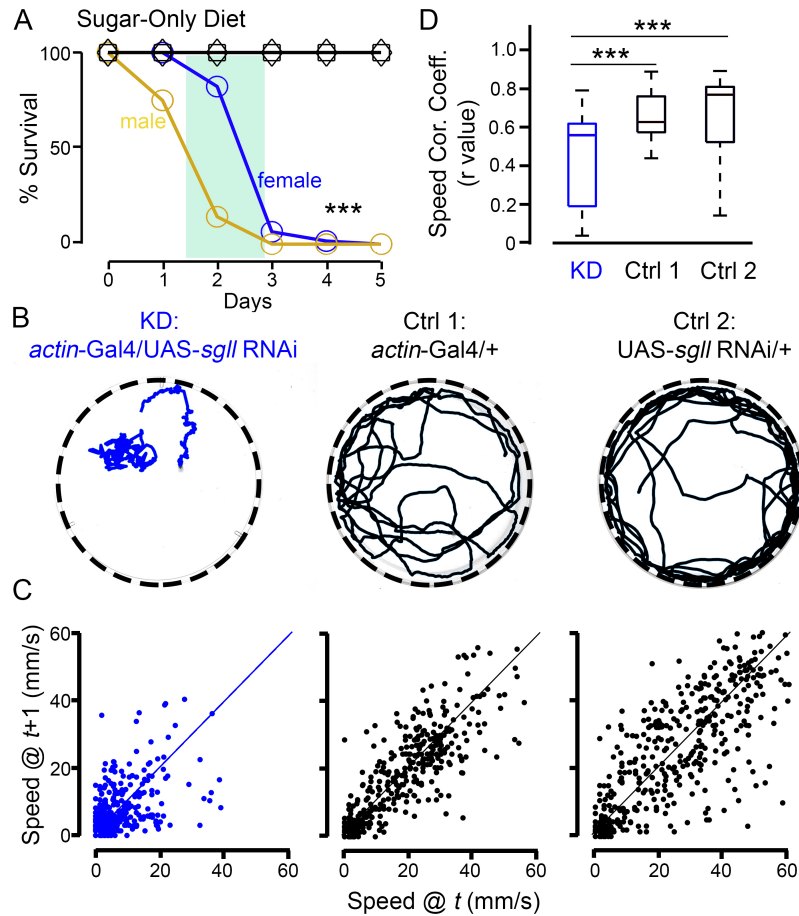 A
Sugar-Only Diet
% Survival
100
50
0
male
female
***
0 1 2 3 4 5
Days
D
Speed Cor. Coeff.
(r value)
1.0
0.8
0.6
0.4
0.2
0
***
***
KD Ctrl 1 Ctrl 2
B
KD:
actin-Gal4/UAS-sgll RNAi
Ctrl 1:
actin-Gal4/+
Ctrl 2:
UAS-sgll RNAi/+
C
Speed @ t+1 (mm/s)
60
40
20
0
0 20 40 60
0 20 40 60
0 20 40 60
Speed @ t (mm/s)